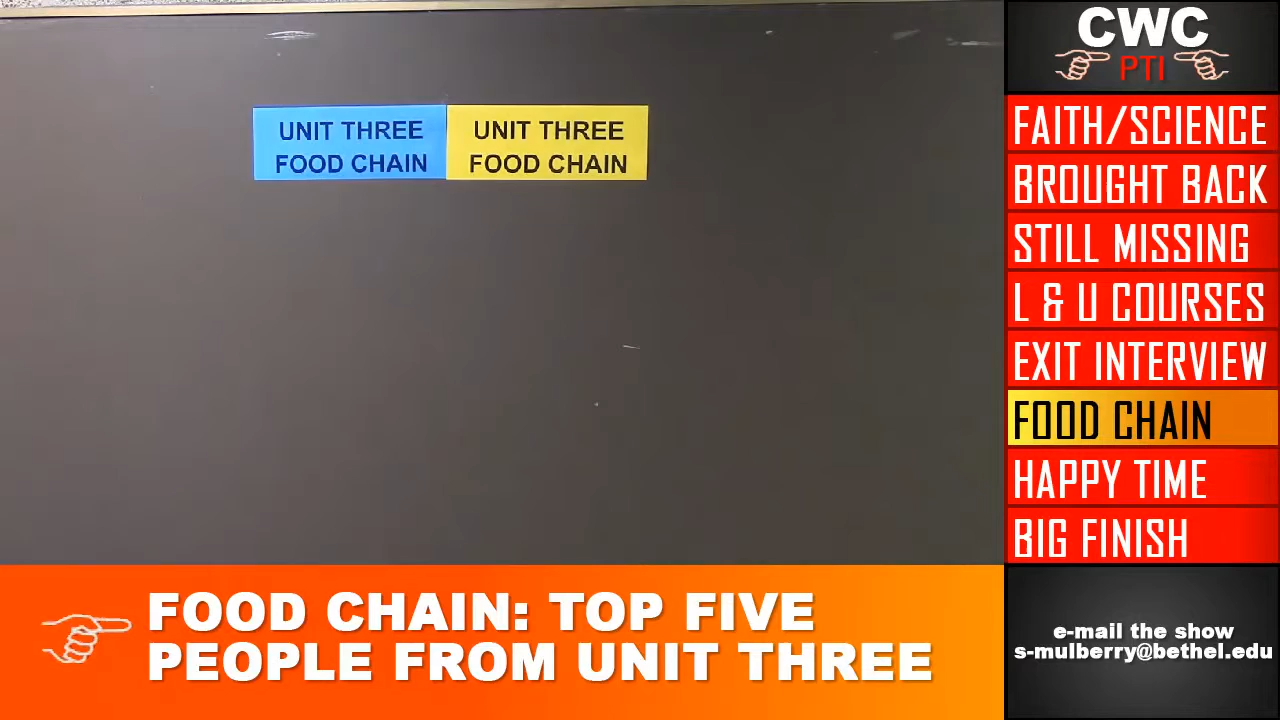 UNIT THREE
FOOD CHAIN
UNIT THREE
FOOD CHAIN
CWC
PTI
FAITH/SCIENCE
BROUGHT BACK
STILL MISSING
L & U COURSES
EXIT INTERVIEW
FOOD CHAIN
HAPPY TIME
BIG FINISH
FOOD CHAIN: TOP FIVE
PEOPLE FROM UNIT THREE
e-mail the show
s-mulberry@bethel.edu